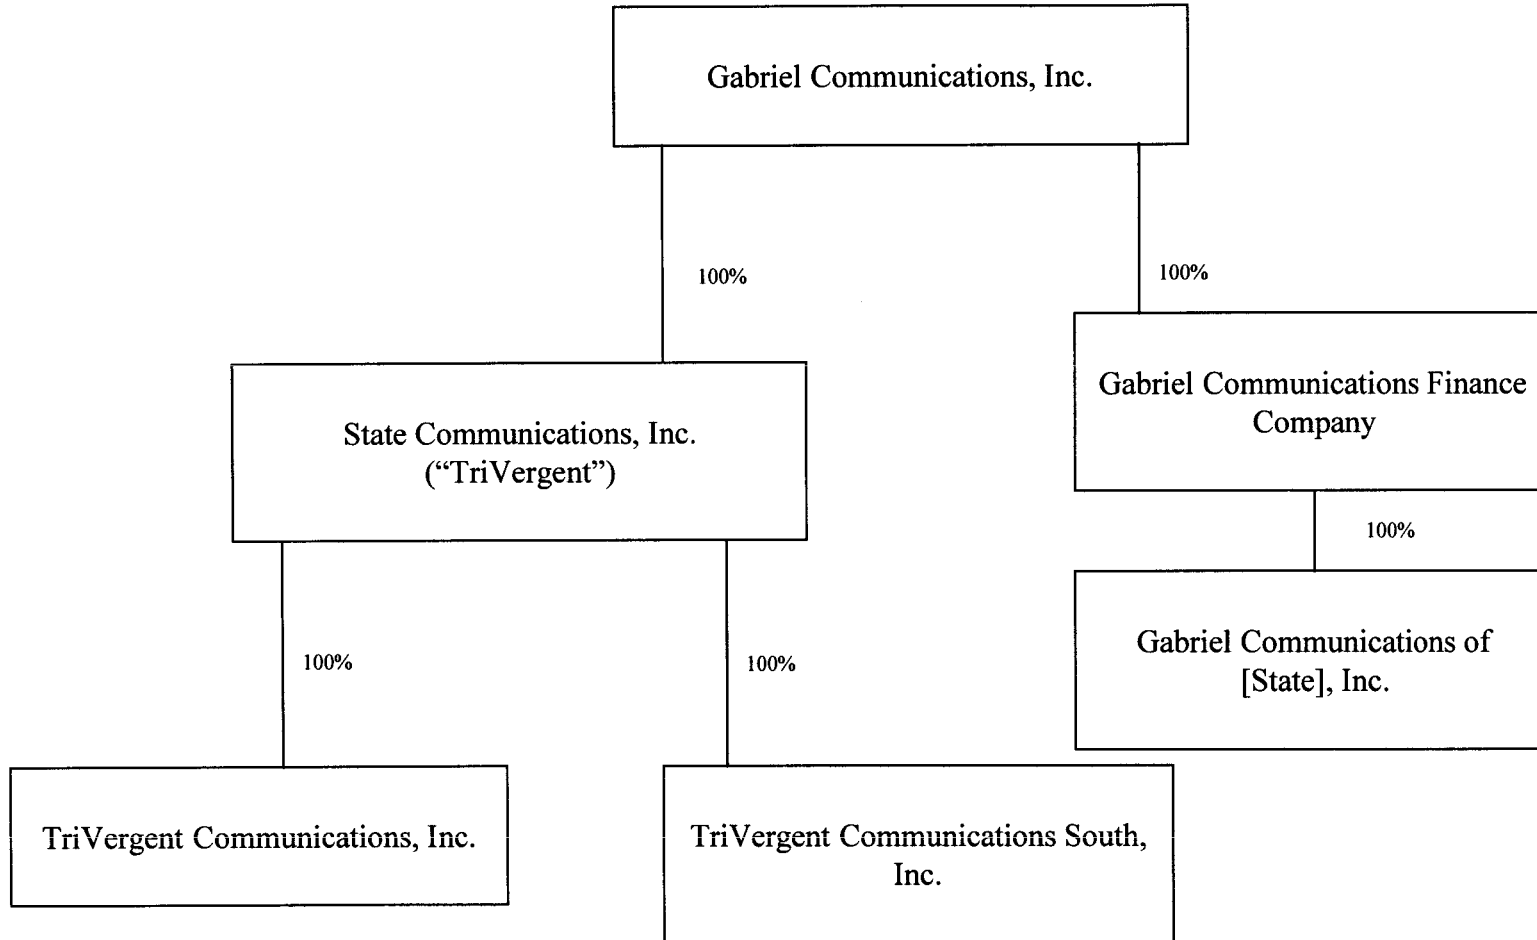 Gabriel Communications, Inc.
100%
100%
State Communications, Inc.
(“TriVergent”)
Gabriel Communications Finance
Company
100%
Gabriel Communications of
[State], Inc.
100%
100%
TriVergent Communications, Inc.
TriVergent Communications South,
Inc.